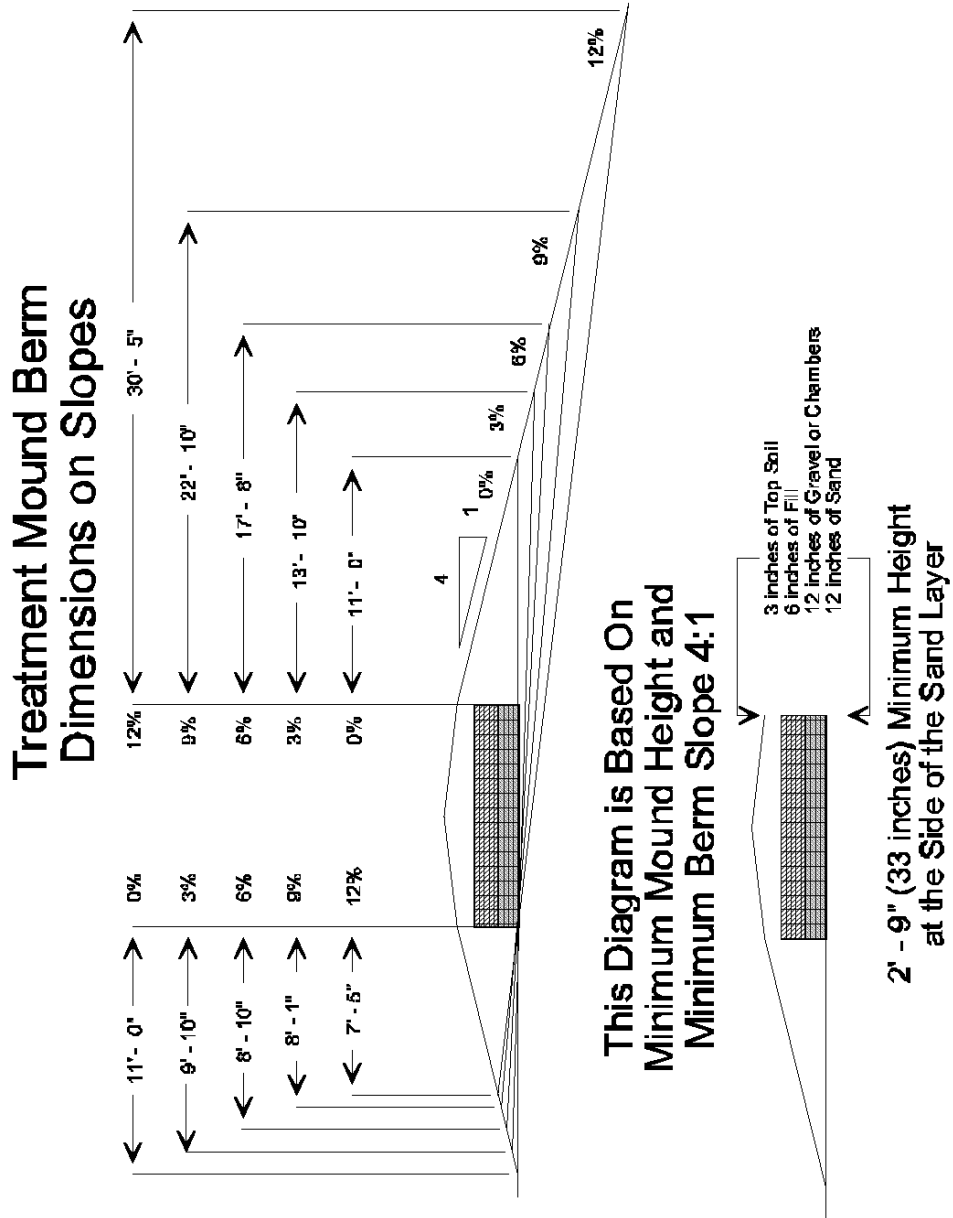 Treatment Mound Berm
Dimensions on Slopes
11'- 0" 0% 12% 30' - 5"
9' - 10" 3% 9% 22' - 10"
8' - 10" 6% 6% 17' - 8"
8' - 1" 9% 3% 13' - 10"
7' - 5" 12% 0% 11' - 0"
4
1
0%
3%
6%
9%
12%
This Diagram is Based On
Minimum Mound Height and
Minimum Berm Slope 4:1
3 inches of Top Soil
6 inches of Fill
12 inches of Gravel or Chambers
12 inches of Sand
2' - 9" (33 inches) Minimum Height
at the Side of the Sand Layer